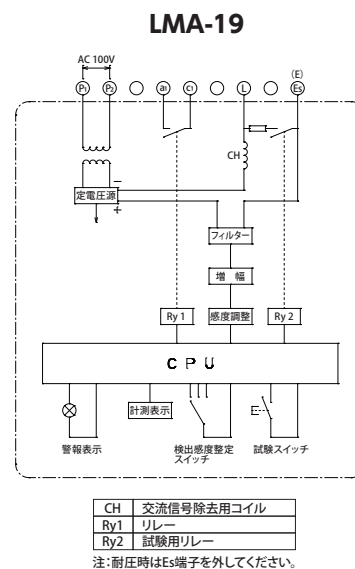 LMA-19
AC 100V
(E)
P1 P2 a1 c1 L Es
CH
−
定電圧源
+
フィルター
増 幅
Ry 1 感度調整 Ry 2
C P U
計測表示
警報表示 検出感度整定 試験スイッチ
スイッチ
CH 交流信号除去用コイル
Ry1 リレー
Ry2 試験用リレー
注:耐圧時はEs端子を外してください。